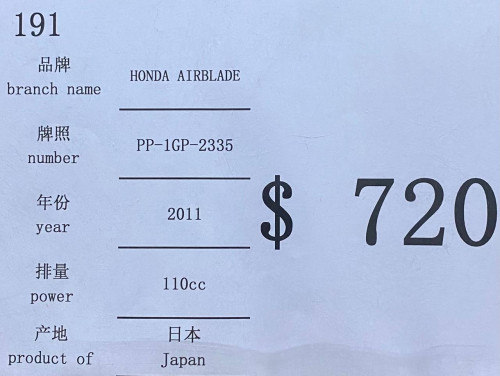 191
品牌
branch name
HONDA AIRBLADE
牌照
number
PP-1GP-2335
年份
year
2011
$ 720
排量
power
110cc
产地
product of
日本
Japan